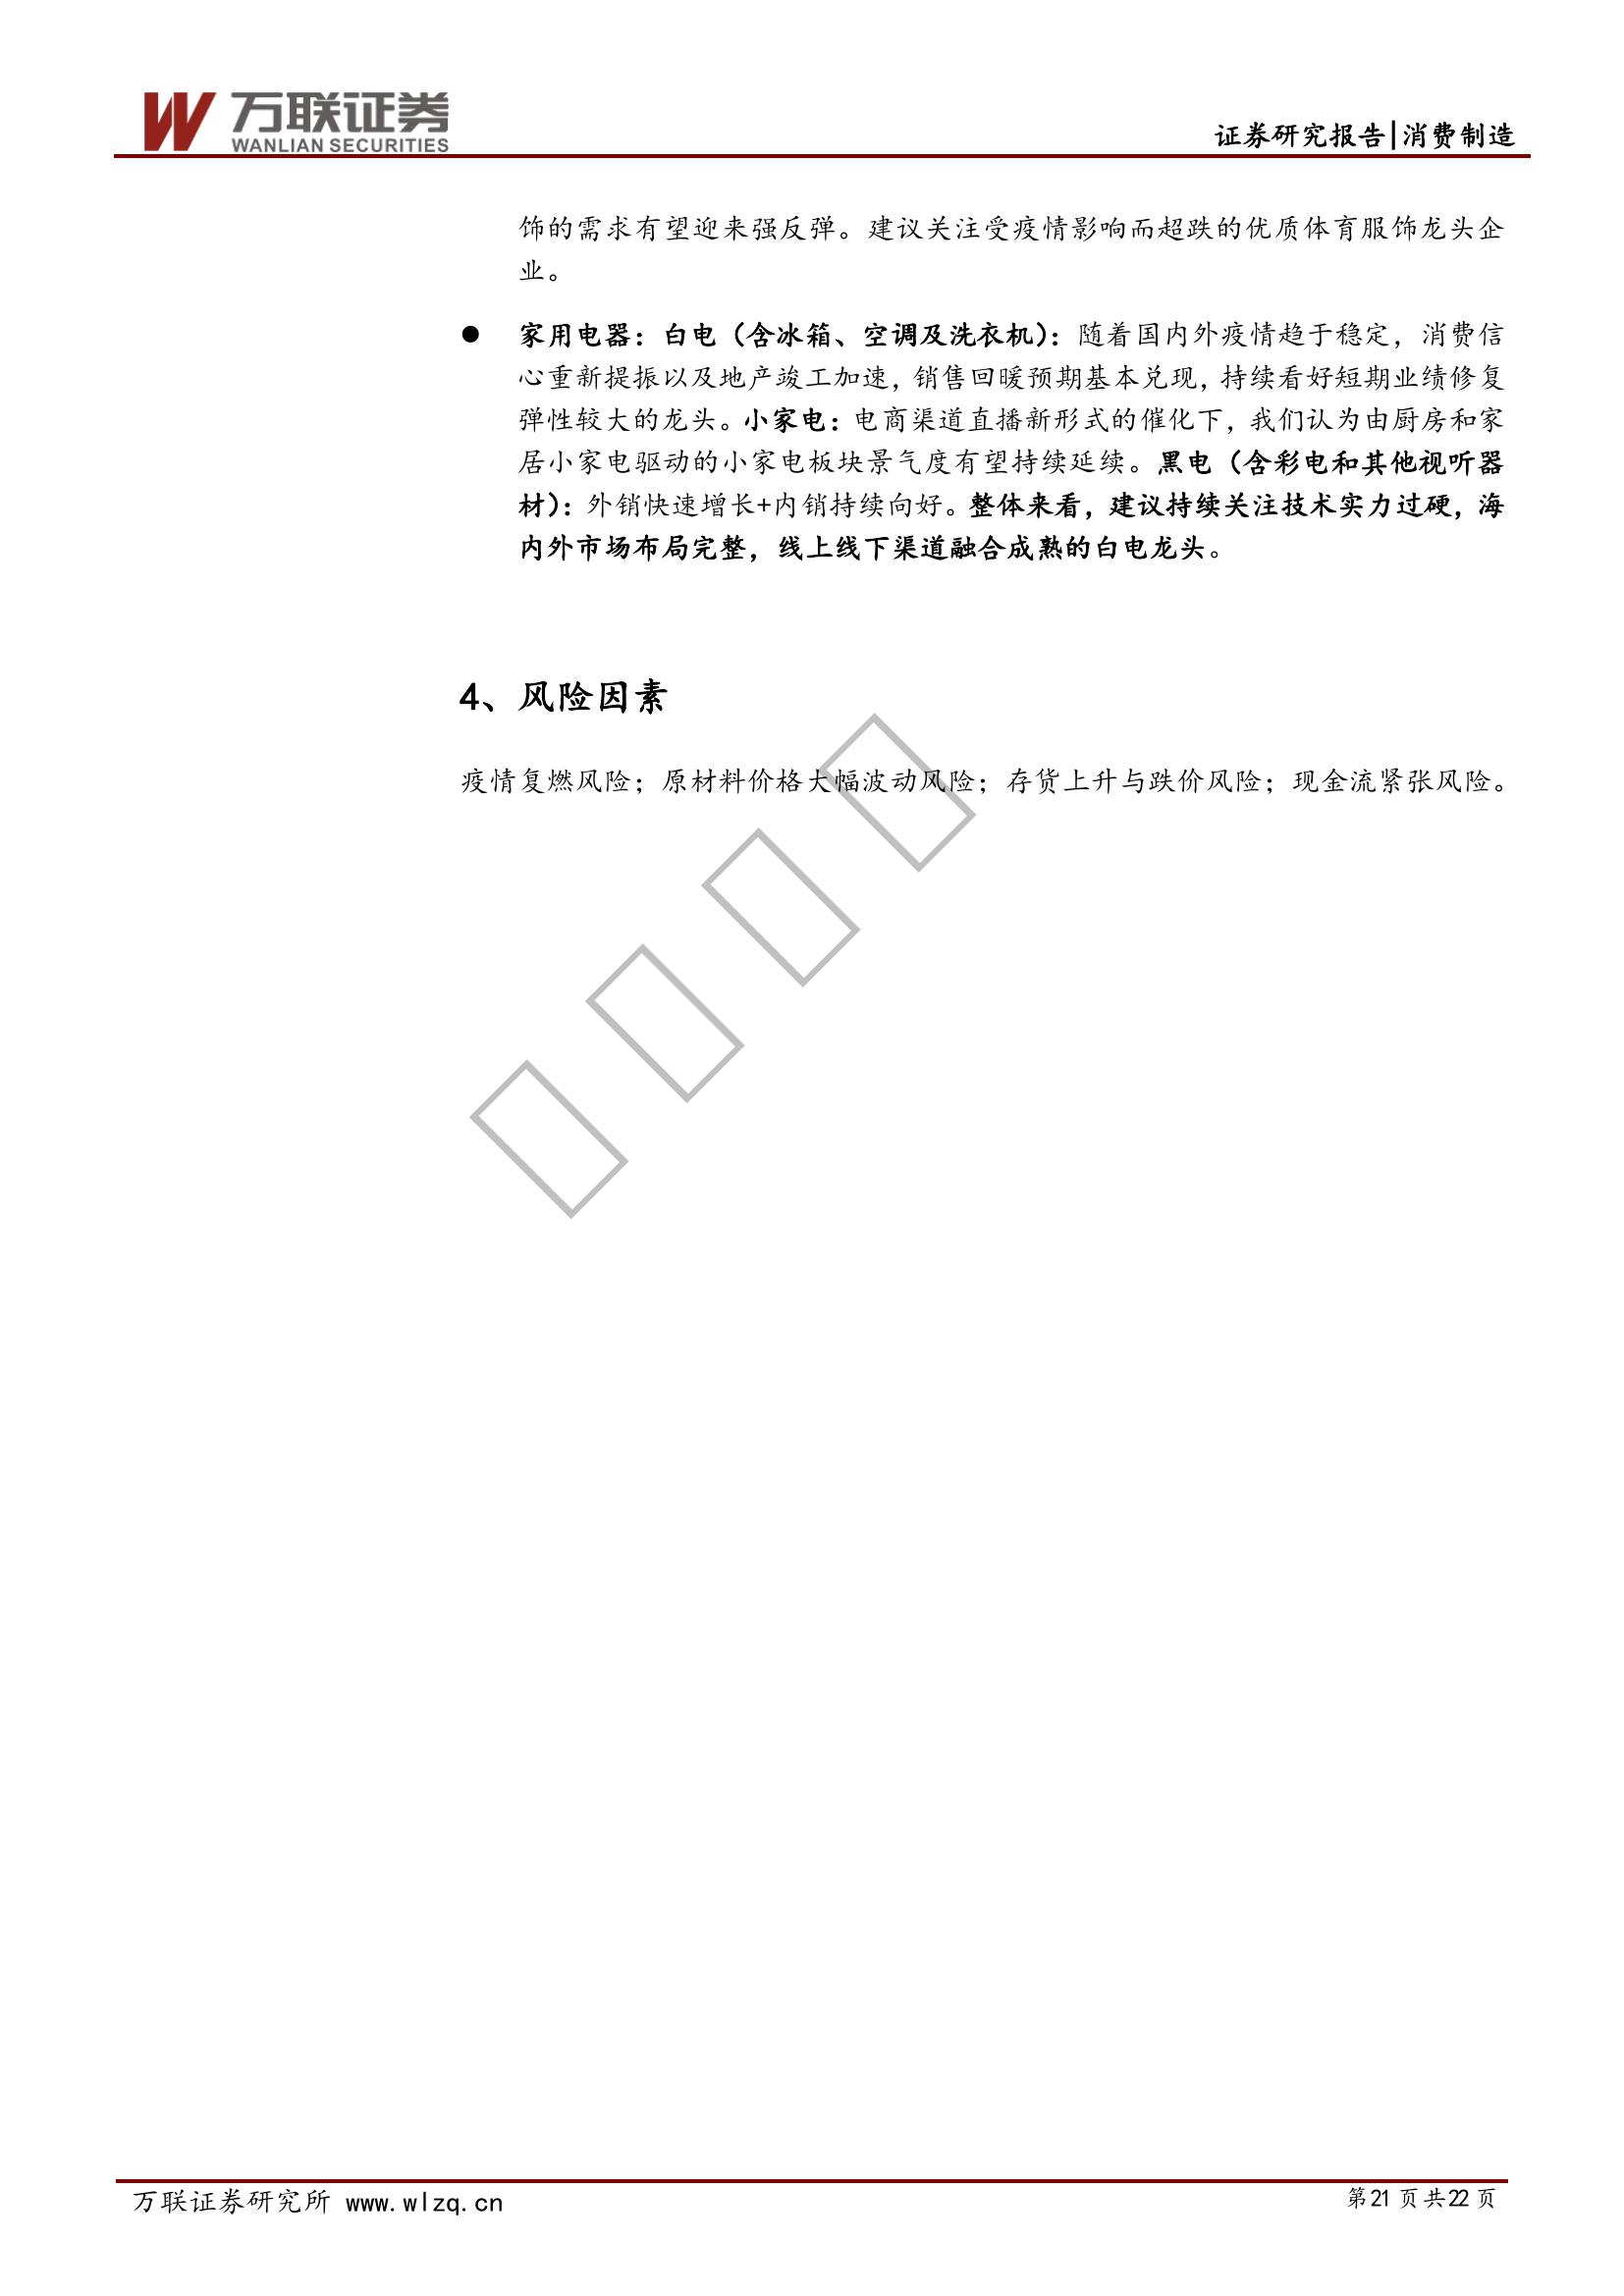 万联证券
WANLIAN SECURITIES
证券研究报告|消费制造
饰的需求有望迎来强反弹。建议关注受疫情影响而超跌的优质体育服饰龙头企
业。
● 家用电器：白电（含冰箱、空调及洗衣机）：随着国内外疫情趋于稳定，消费信
心重新提振以及地产竣工加速，销售回暖预期基本兑现，持续看好短期业绩修复
弹性较大的龙头。小家电：电商渠道直播新形式的催化下，我们认为由厨房和家
居小家电驱动的小家电板块景气度有望持续延续。黑电（含彩电和其他视听器
材）：外销快速增长+内销持续向好。整体来看，建议持续关注技术实力过硬，海
内外市场布局完整，线上线下渠道融合成熟的白电龙头。
4、风险因素
疫情复燃风险；原材料价格大幅波动风险；存货上升与跌价风险；现金流紧张风险。
万联证券研究所 www.wlzq.cn
第21 页 共22 页